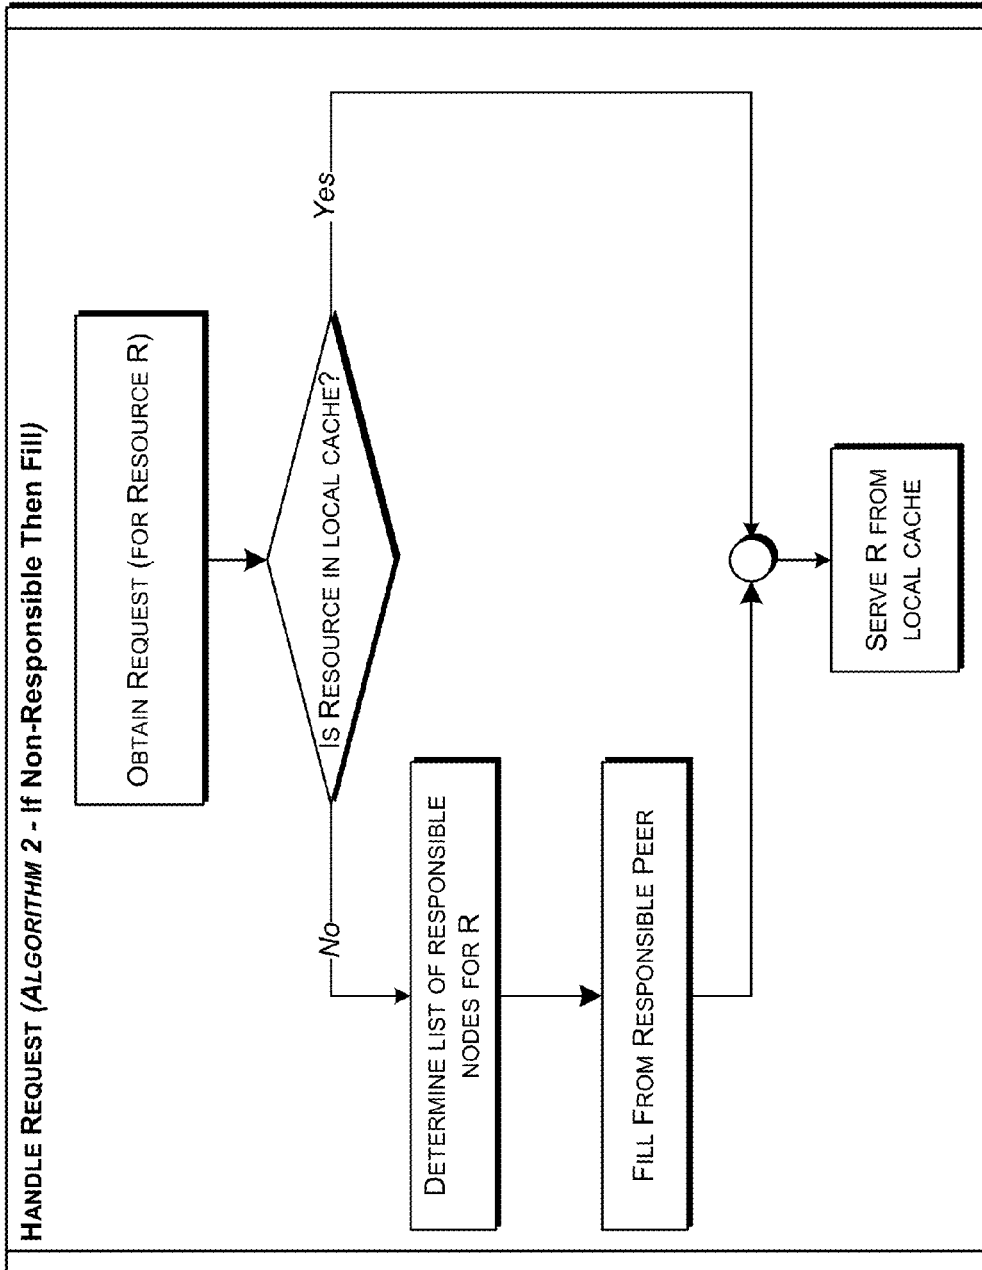 HANDLE REQUEST (ALGORITHM 2 - If Non-Responsible Then Fill)
OBTAIN REQUEST (FOR RESOURCE R)
IS RESOURCE IN LOCAL CACHE?
No
Yes
DETERMINE LIST OF RESPONSIBLE
NODES FOR R
FILL FROM RESPONSIBLE PEER
SERVE R FROM
LOCAL CACHE